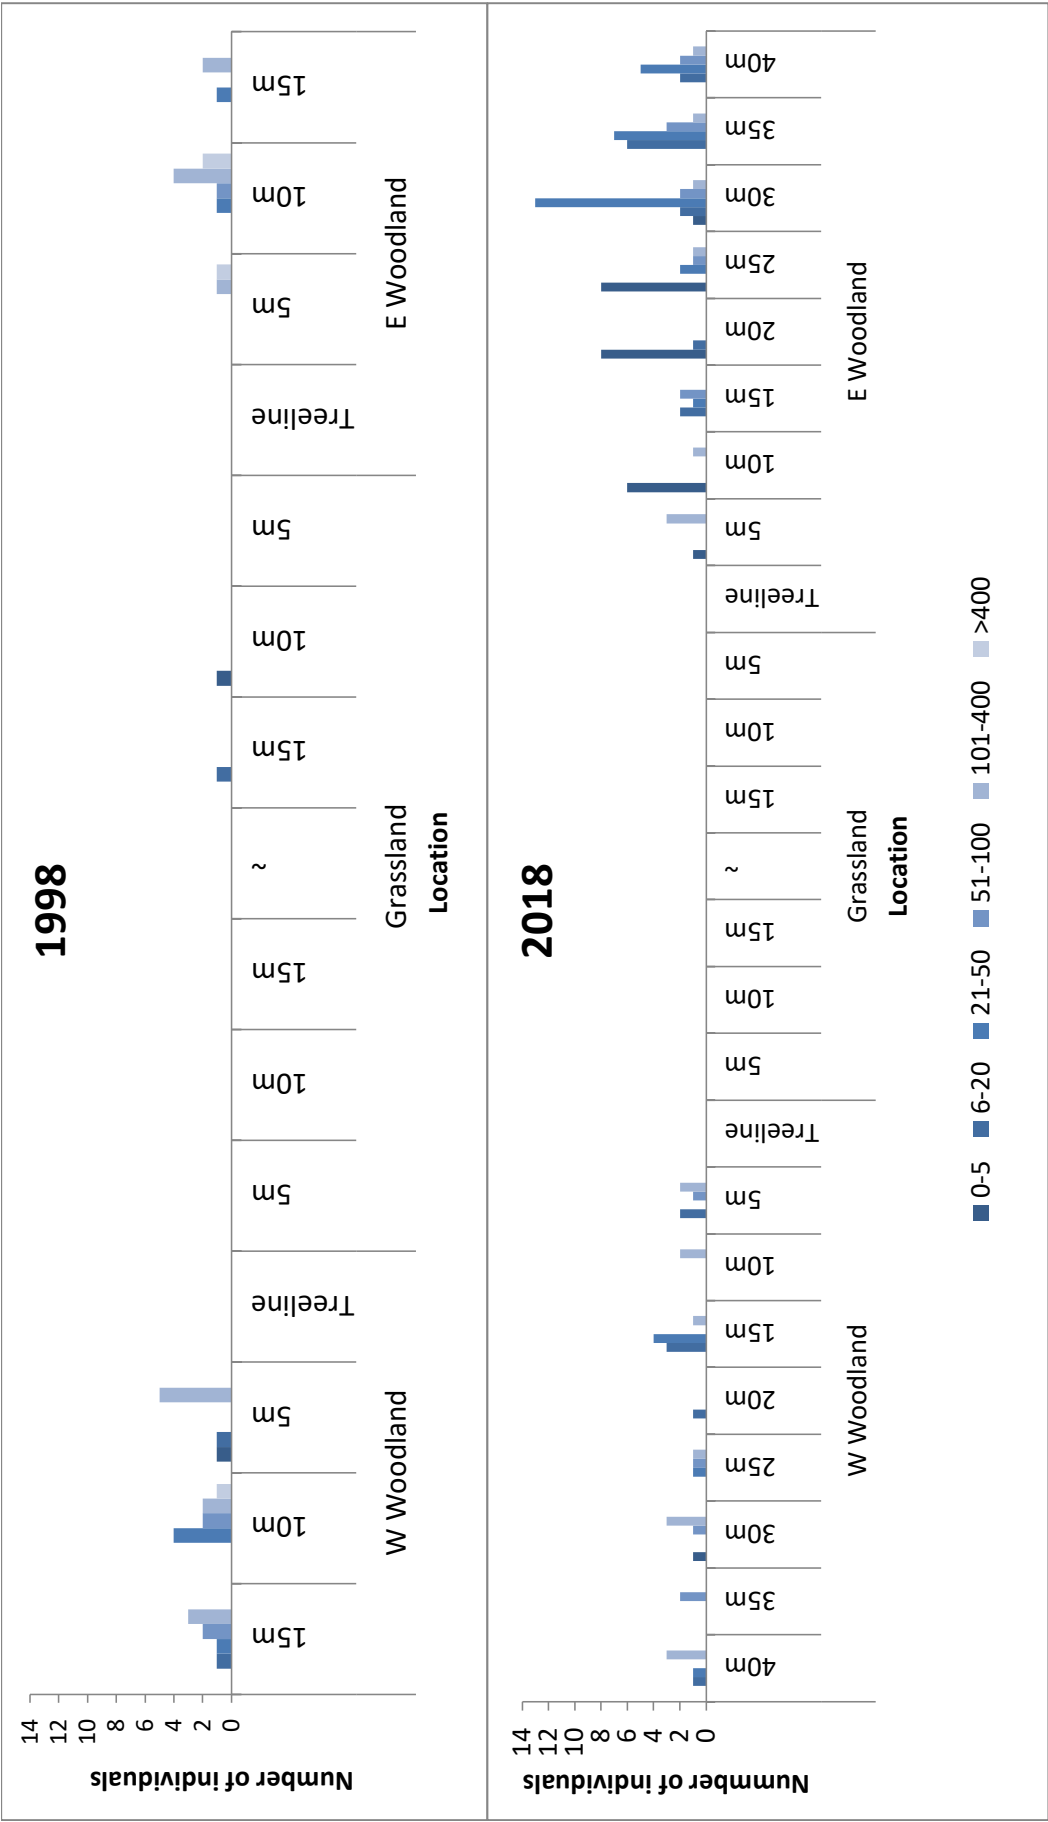 1998
Number of individuals
14
12
10
8
6
4
2
0
15m 10m 5m Treeline 5m 10m 15m ~ 15m 10m 5m Treeline 5m 10m 15m
W Woodland Grassland E Woodland
Location
2018
Nummber of individuals
14
12
10
8
6
4
2
0
40m 35m 30m 25m 20m 15m 10m 5m Treeline 5m 10m 15m ~ 15m 10m 5m Treeline 5m 10m 15m 20m 25m 30m 35m 40m
W Woodland Grassland E Woodland
Location
0-5 6-20 21-50 51-100 101-400 >400